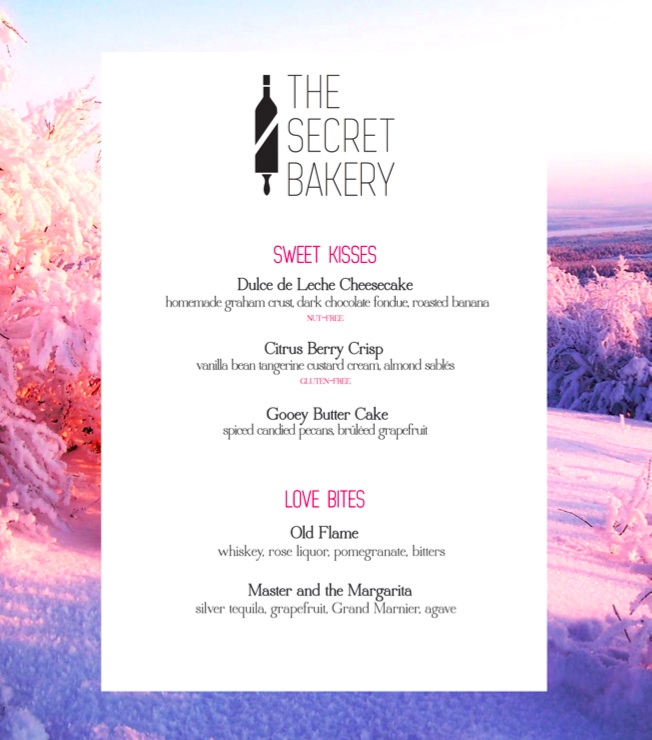 THE
SECRET
BAKERY
SWEET KISSES
Dulce de Leche Cheesecake
homemade graham crust, dark chocolate fondue, roasted banana
NUT-FREE
Citrus Berry Crisp
vanilla bean tangerine custard cream, almond sablés
GLUTEN-FREE
Gooey Butter Cake
spiced candied pecans, brûléed grapefruit
LOVE BITES
Old Flame
whiskey, rose liquor, pomegranate, bitters
Master and the Margarita
silver tequila, grapefruit, Grand Marnier, agave